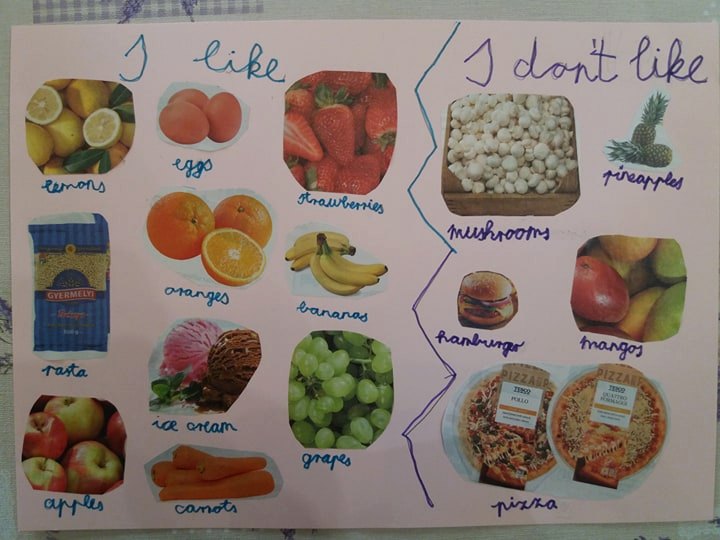 I like
lemons
eggs
strawberries
GYERMELYI
oranges
bananas
pasta
ice cream
grapes
apples
carrots
I don't like
mushrooms
pineapples
hamburger
mangos
PIZZA
TESCO
POLLO
PIZZA
TESCO
QUATTRO
FORMAGGI
pizza